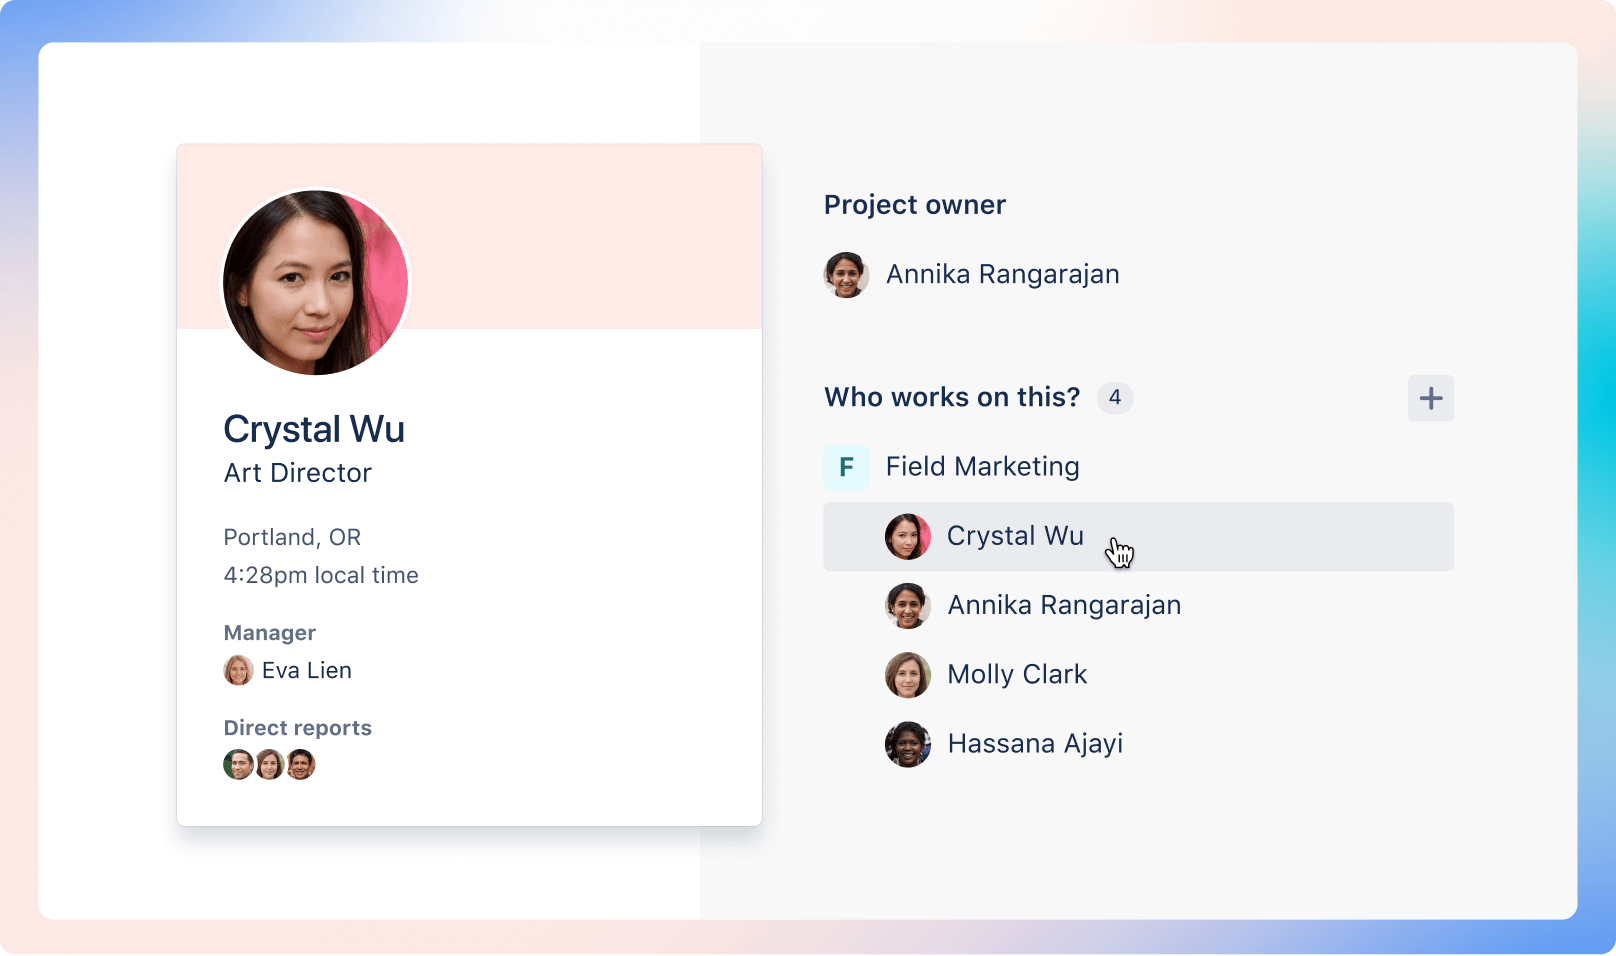 Crystal Wu
Art Director
Portland, OR
4:28pm local time
Manager
Eva Lien
Direct reports
Project owner
Annika Rangarajan
Who works on this? 4
F Field Marketing
Crystal Wu
Annika Rangarajan
Molly Clark
Hassana Ajayi